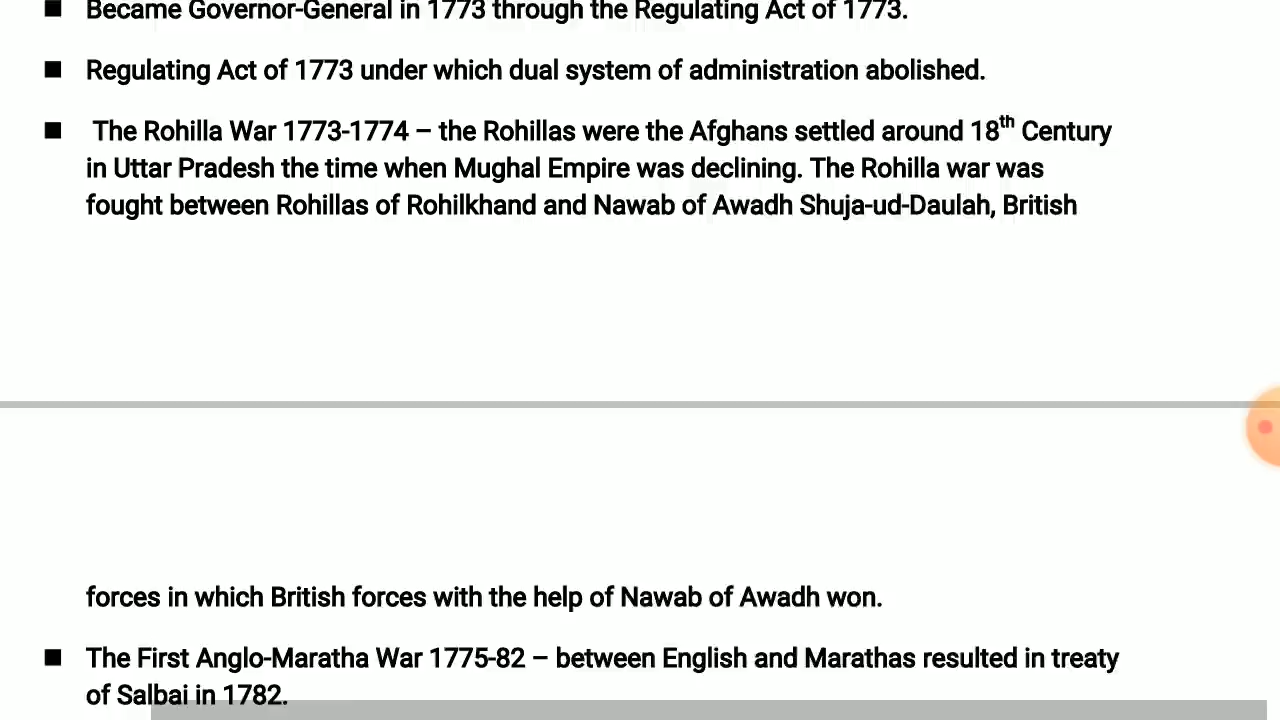 ■ Became Governor-General in 1773 through the Regulating Act of 1773.
■ Regulating Act of 1773 under which dual system of administration abolished.
■ The Rohilla War 1773-1774 – the Rohillas were the Afghans settled around 18th Century
in Uttar Pradesh the time when Mughal Empire was declining. The Rohilla war was
fought between Rohillas of Rohilkhand and Nawab of Awadh Shuja-ud-Daulah, British
forces in which British forces with the help of Nawab of Awadh won.
■ The First Anglo-Maratha War 1775-82 – between English and Marathas resulted in treaty
of Salbai in 1782.